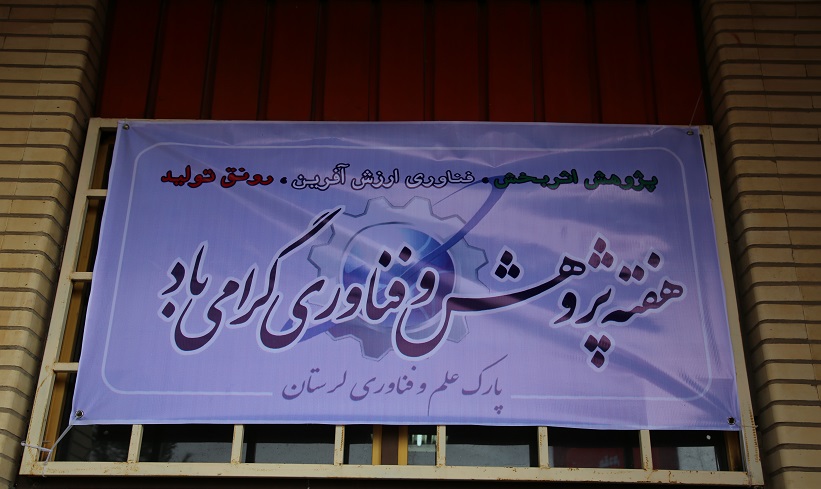 پژوهش اثربخش ، فناوری ارزش آفرین ، رونق تولید
هفته پژوهش و فناوری گرامی باد
پارک علم و فناوری لرستان